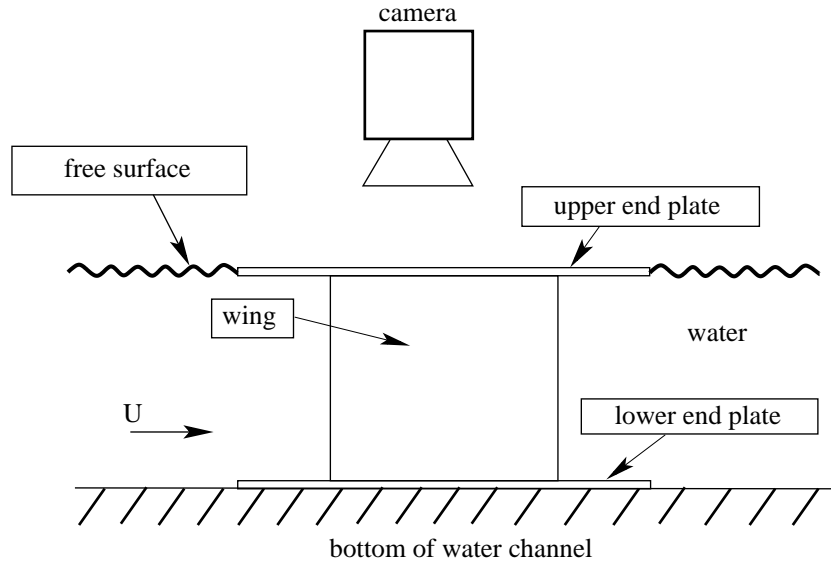 camera
free surface
upper end plate
wing
water
U
lower end plate
bottom of water channel